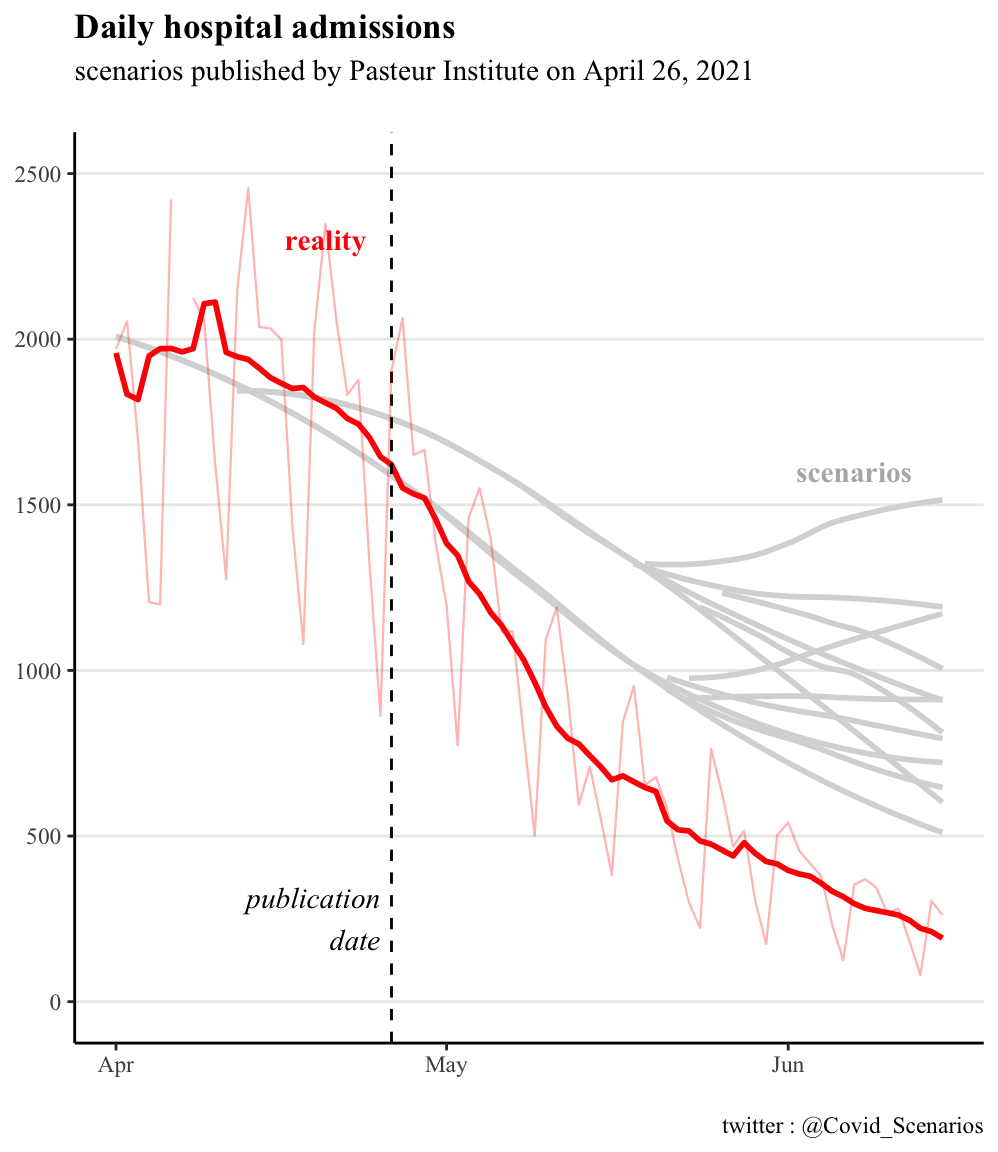 Daily hospital admissions
scenarios published by Pasteur Institute on April 26, 2021
2500
reality
2000
scenarios
1500
1000
500
publication
date
0
Apr May Jun
twitter : @Covid_Scenarios